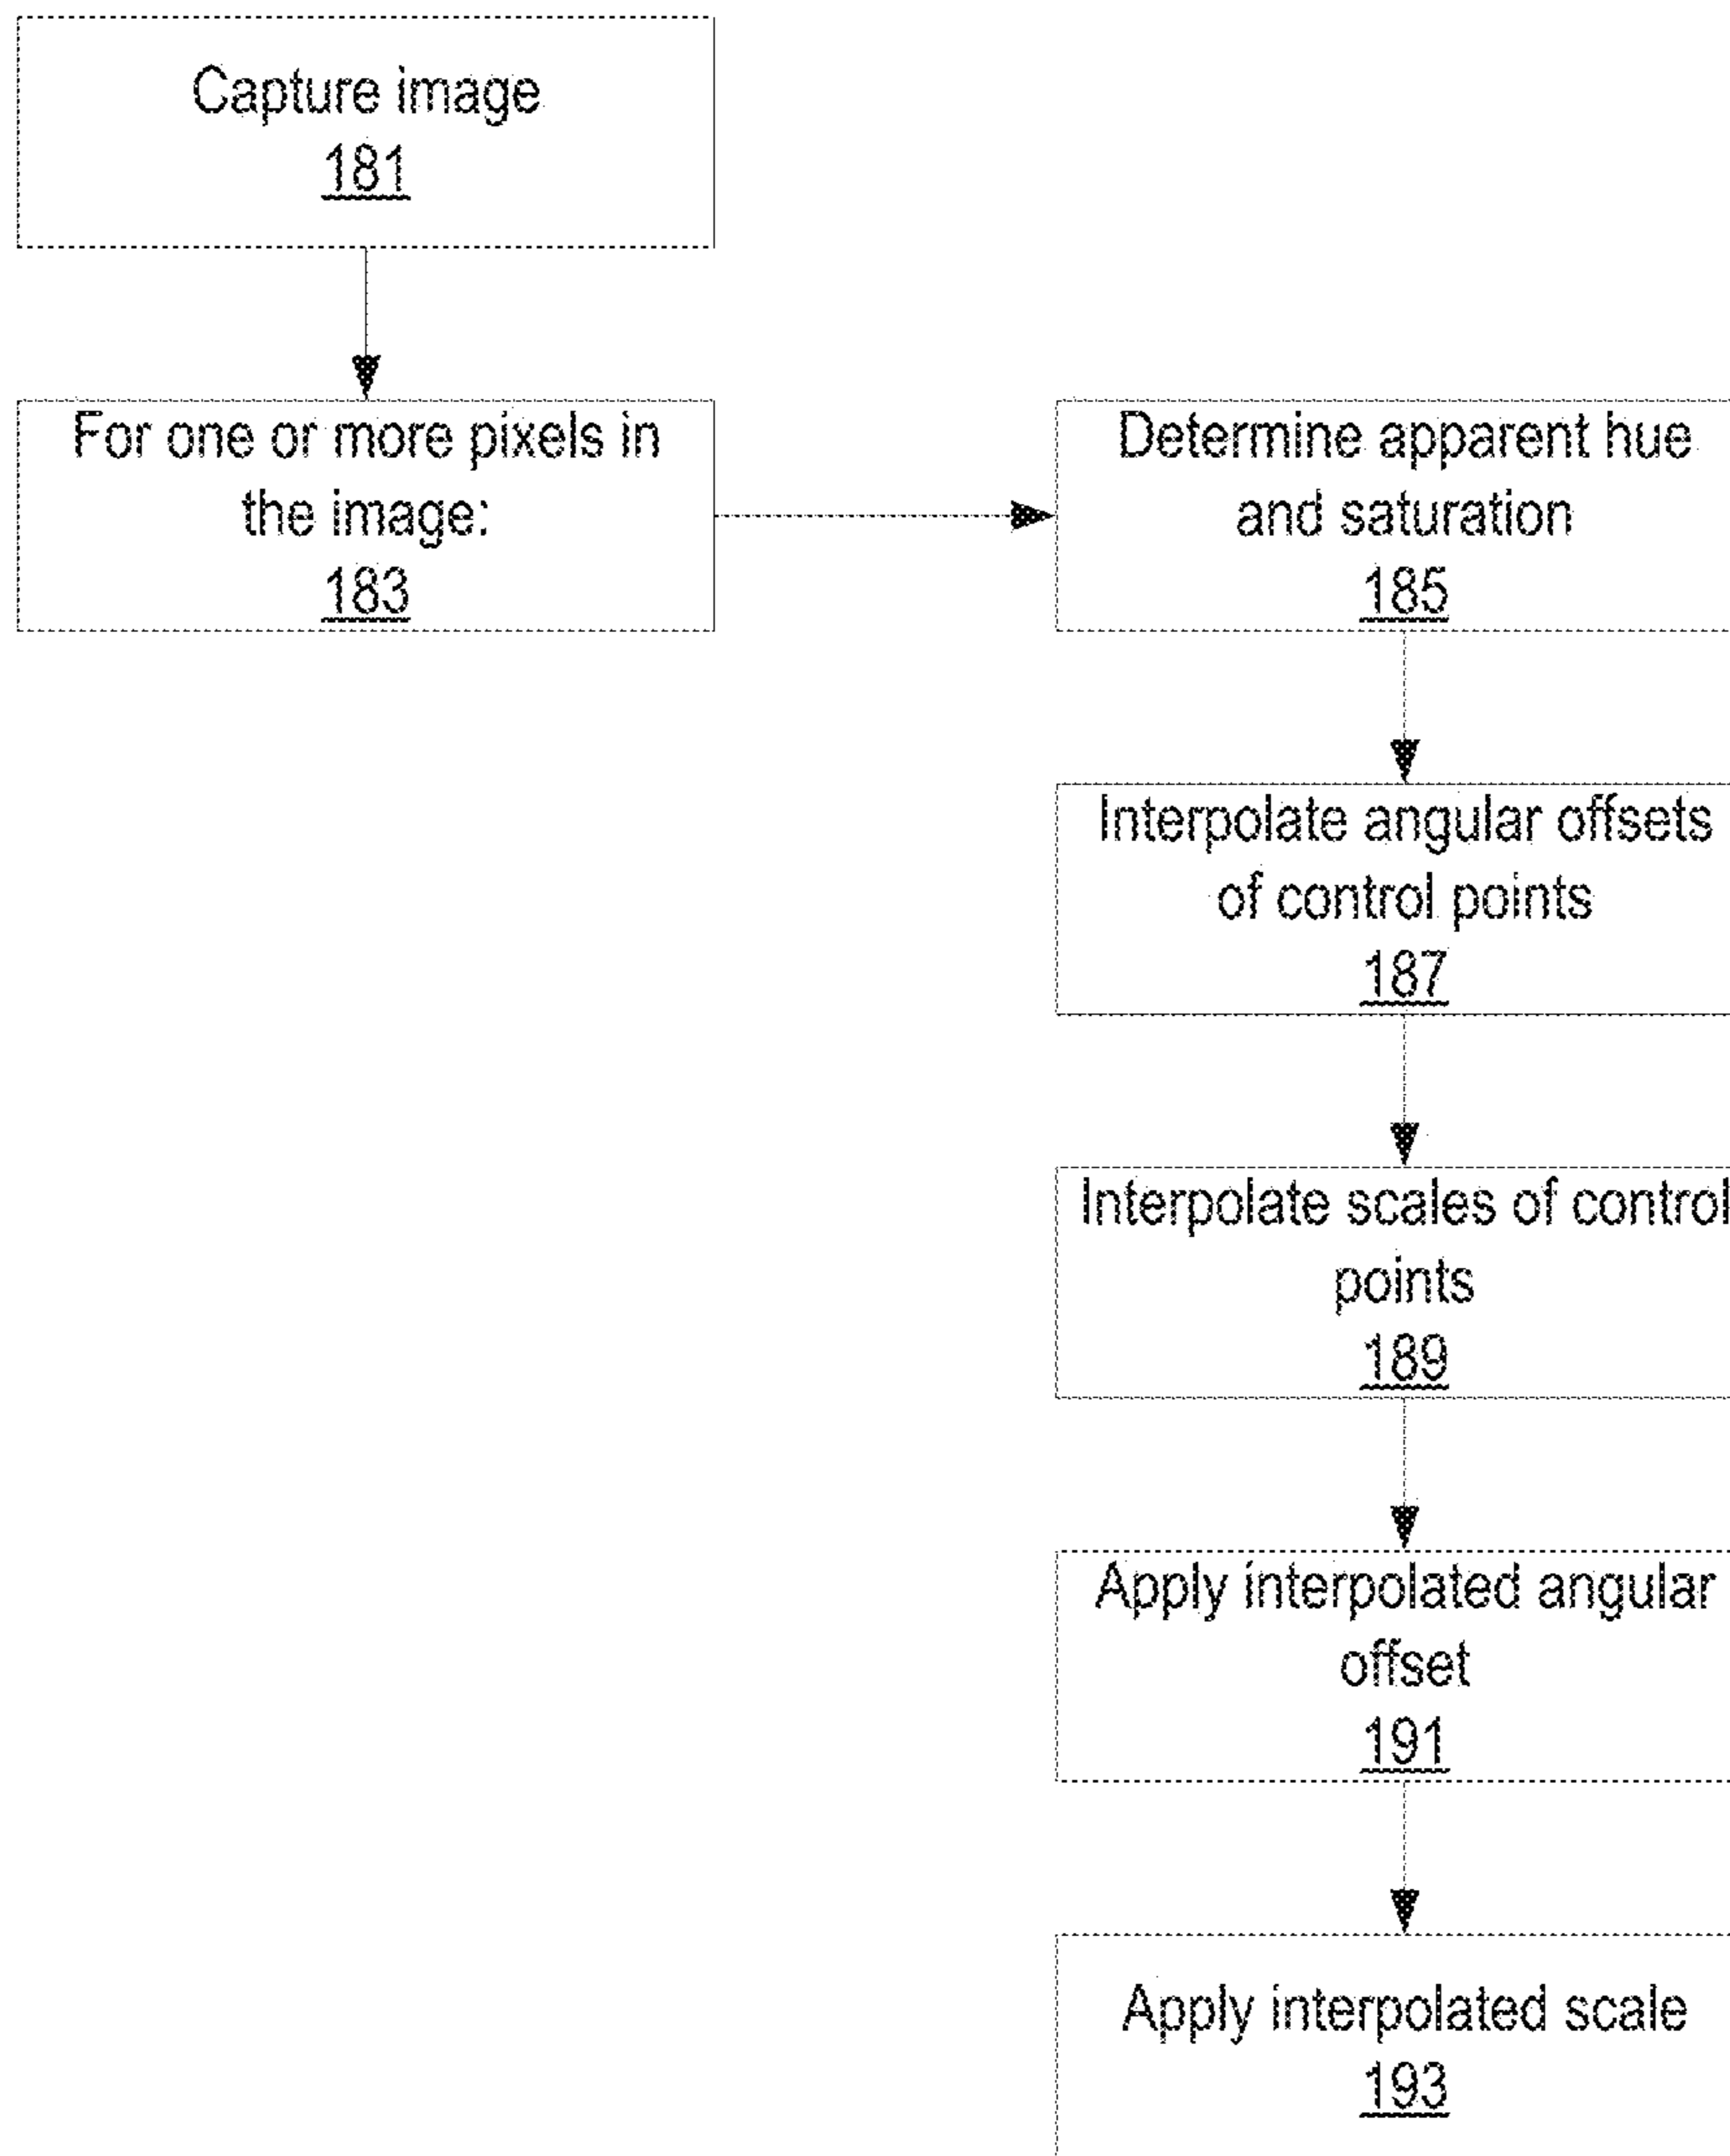 Capture image
181
For one or more pixels in
the image:
183
Determine apparent hue
and saturation
185
Interpolate angular offsets
of control points
187
Interpolate scales of control
points
189
Apply interpolated angular
offset
191
Apply interpolated scale
193